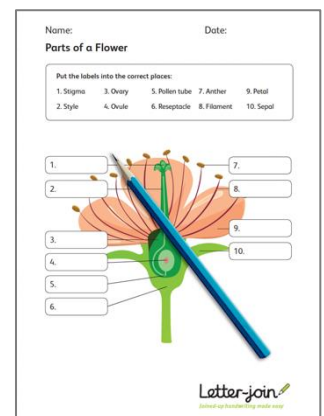 Name: Date:
Parts of a Flower
Put the labels into the correct places:
1. Stigma 3. Ovary 5. Pollen tube 7. Anther 9. Petal
2. Style 4. Ovule 6. Receptacle 8. Filament 10. Sepal
1. 7.
2. 8.
3. 9.
4. 10.
5.
6.
Letter-join
Joined-up handwriting made easy